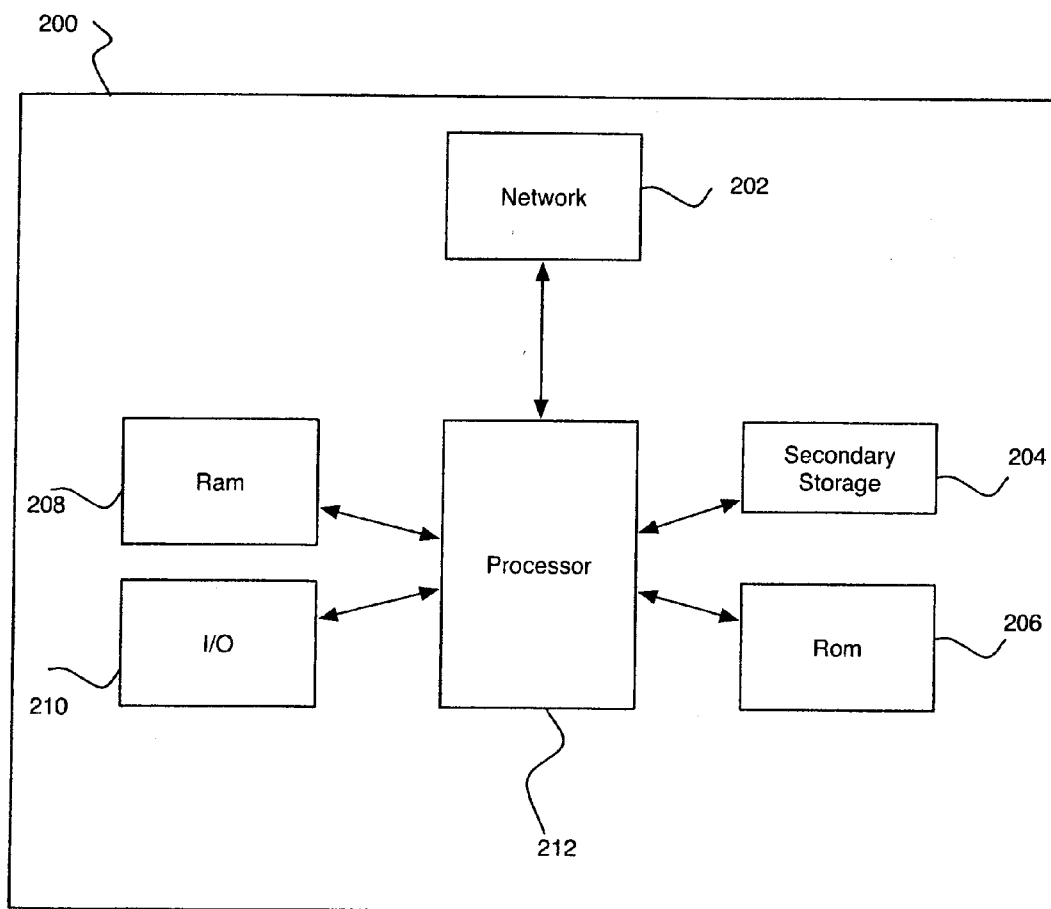 200
Network
202
Ram
208
Secondary
Storage
204
Processor
I/O
210
Rom
206
212